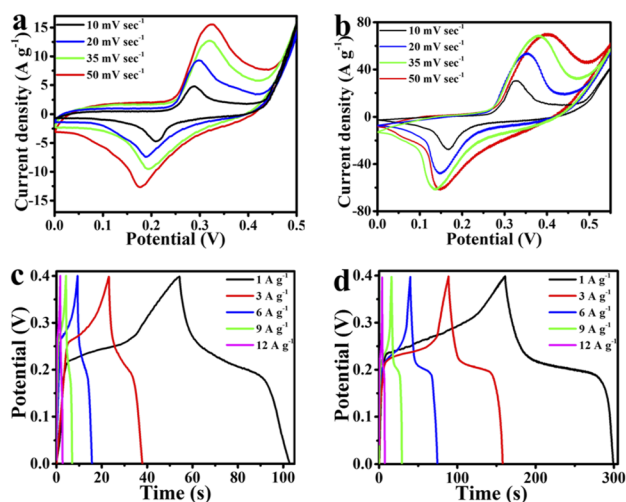 a
10 mV sec⁻¹
20 mV sec⁻¹
35 mV sec⁻¹
50 mV sec⁻¹
Current density (A g⁻¹)
15
10
5
0
-5
-10
-15
0.0 0.1 0.2 0.3 0.4 0.5
Potential (V)
b
10 mV sec⁻¹
20 mV sec⁻¹
35 mV sec⁻¹
50 mV sec⁻¹
Current density (A g⁻¹)
80
40
0
-40
-80
0.0 0.1 0.2 0.3 0.4 0.5
Potential (V)
c
1 A g⁻¹
3 A g⁻¹
6 A g⁻¹
9 A g⁻¹
12 A g⁻¹
Potential (V)
0.4
0.3
0.2
0.1
0.0
0 20 40 60 80 100
Time (s)
d
1 A g⁻¹
3 A g⁻¹
6 A g⁻¹
9 A g⁻¹
12 A g⁻¹
Potential (V)
0.4
0.3
0.2
0.1
0.0
0 100 200 300
Time (s)